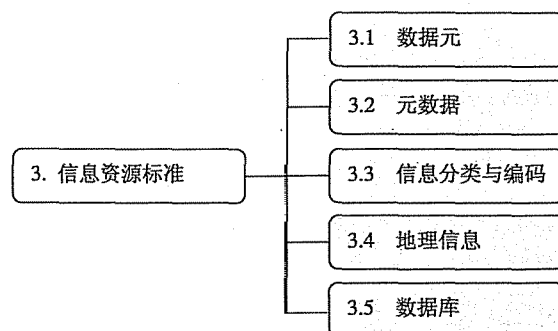 3.1 数据元
3.2 元数据
3. 信息资源标准
3.3 信息分类与编码
3.4 地理信息
3.5 数据库